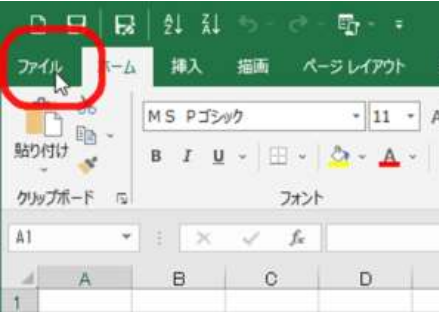 ファイル ホーム 挿入 描画 ページ レイアウト
MS Pゴシック 11 A
貼り付け B I U A
クリップボード フォント
A1 fx
A B C D
1